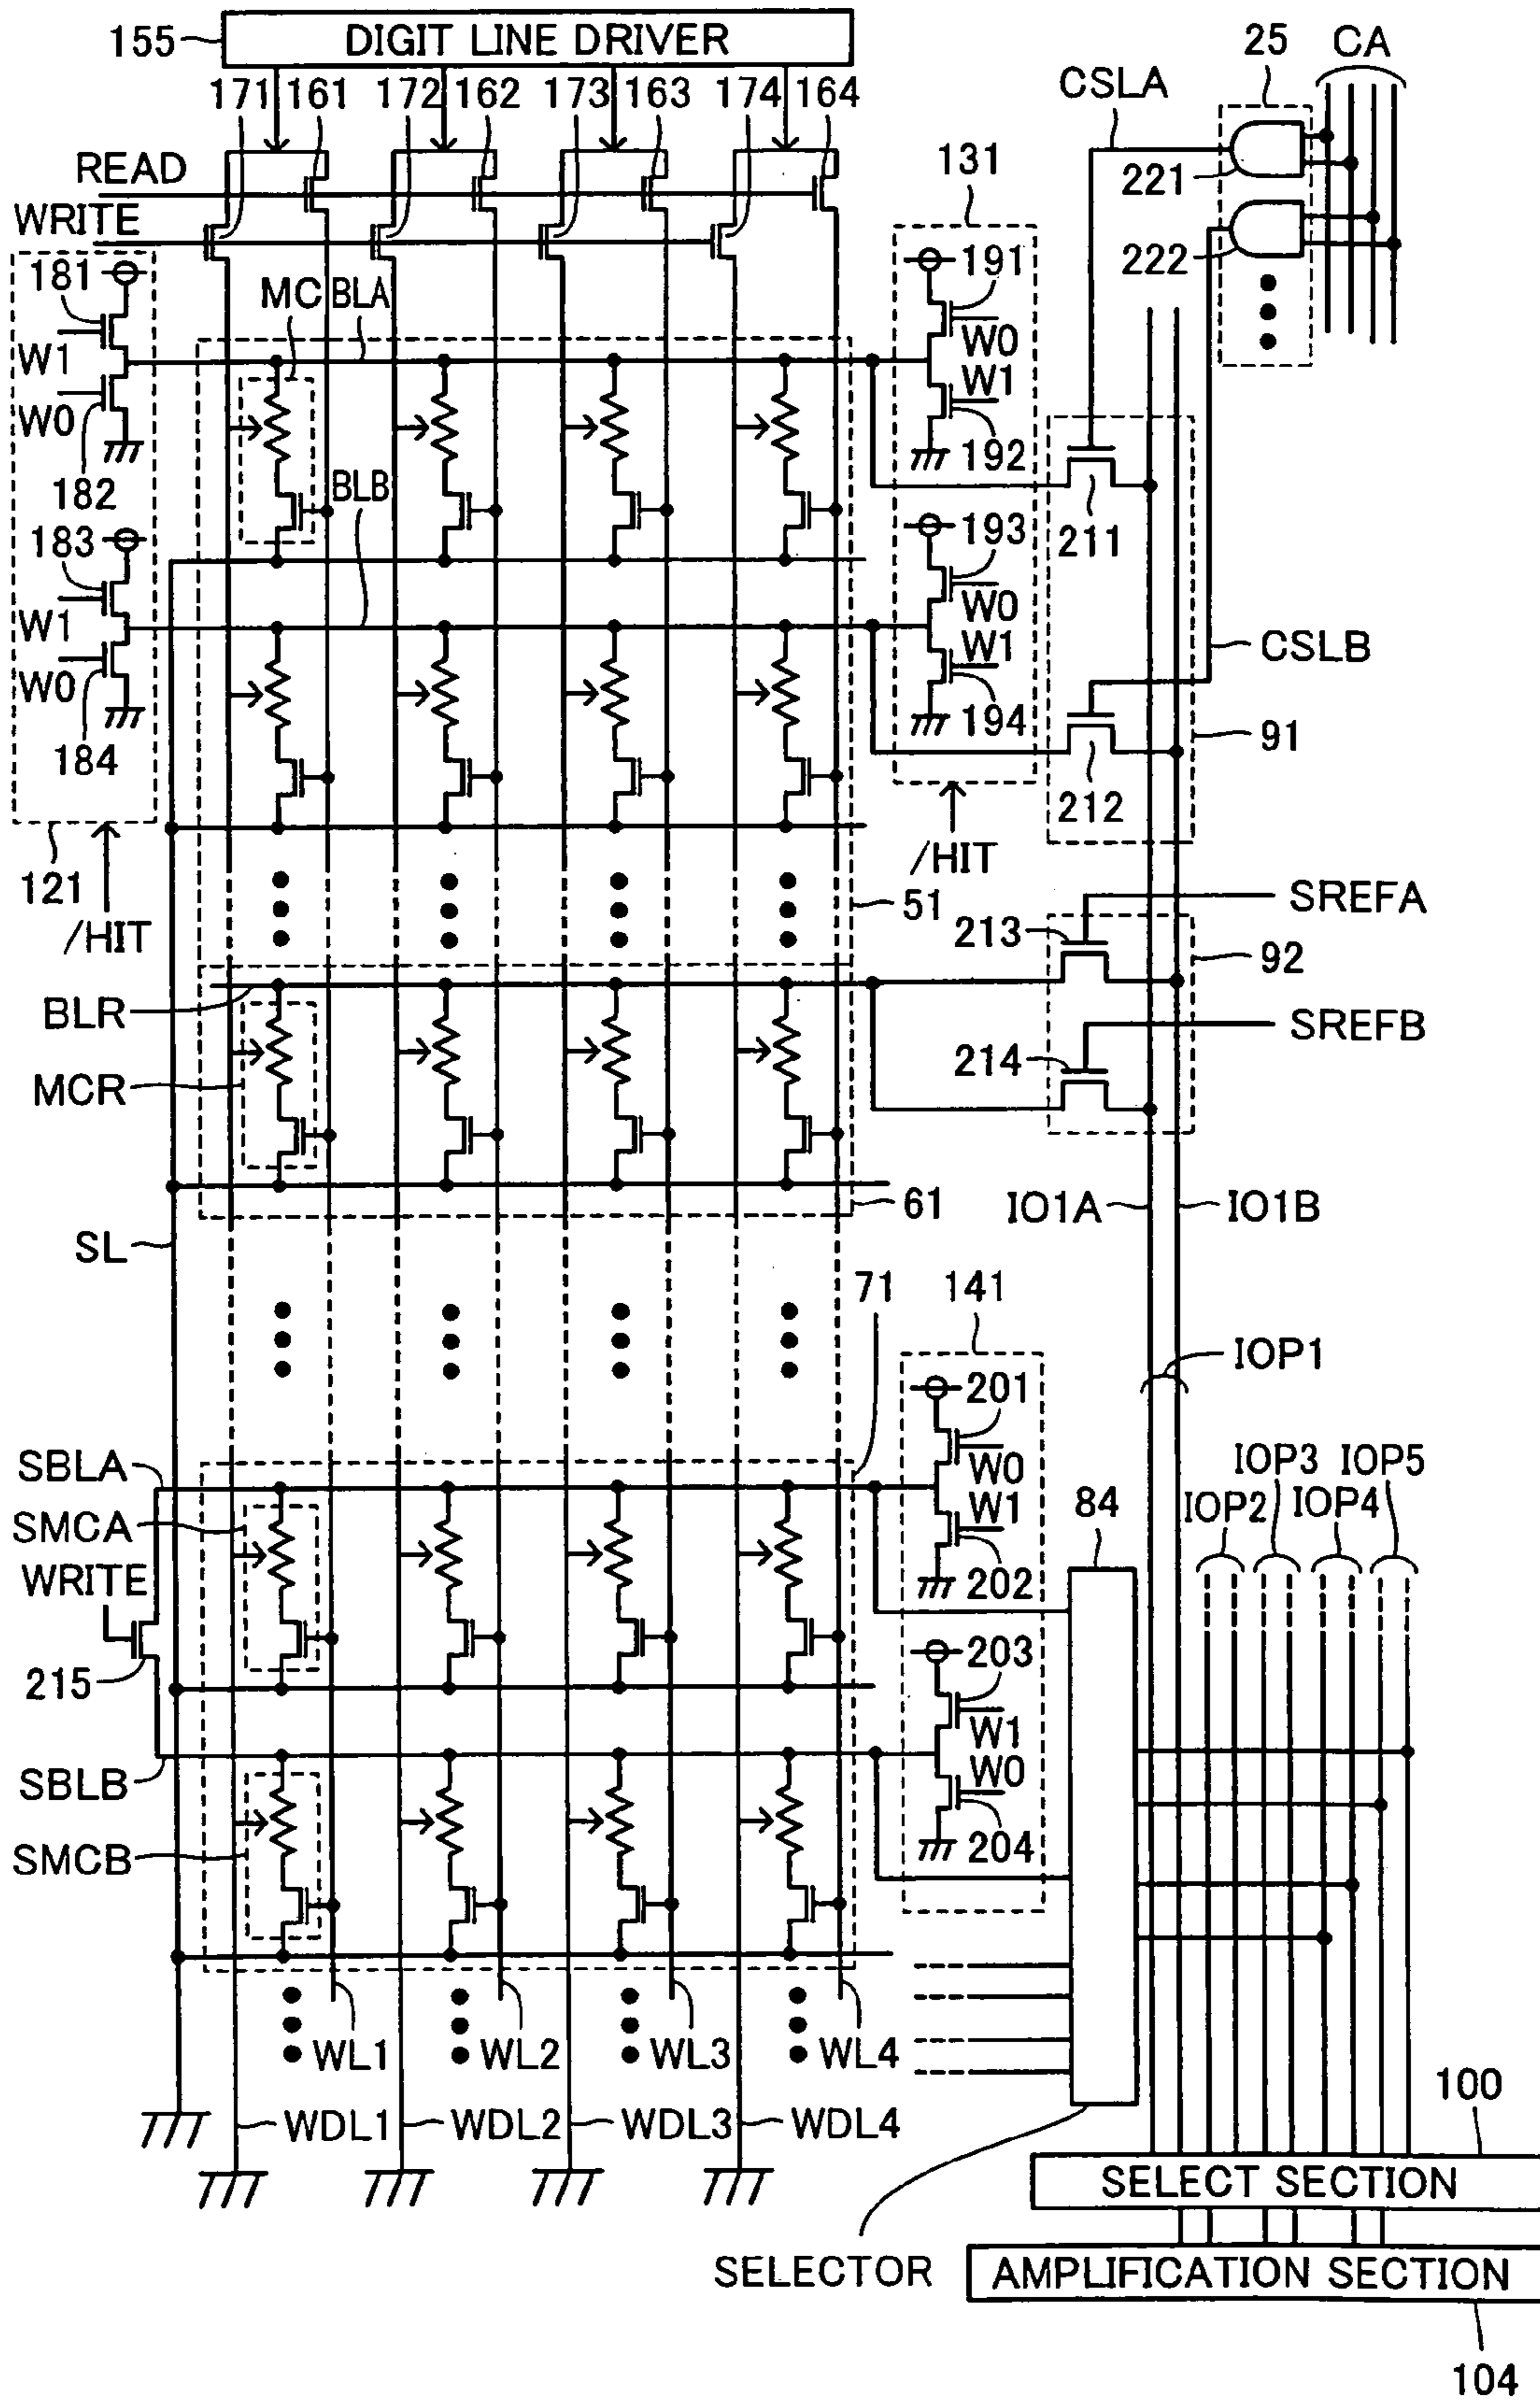 155
DIGIT LINE DRIVER
25
CA
171
161
172
162
173
163
174
164
CSLA
READ
131
221
WRITE
222
181
MC
BLA
191
W1
W0
W0
W1
192
182
BLB
211
183
193
W1
W0
W0
W1
CSLB
194
184
91
212
121
/HIT
/HIT
51
SREFA
213
92
BLR
SREFB
214
MCR
61
IO1A
IO1B
SL
71
141
IOP1
201
SBLA
W0
W1
IOP3
IOP5
84
IOP2
IOP4
SMCA
WRITE
202
203
215
W1
W0
SBLB
204
SMCB
WL1
WL2
WL3
WL4
100
WDL1
WDL2
WDL3
WDL4
SELECT SECTION
SELECTOR
AMPLIFICATION SECTION
104